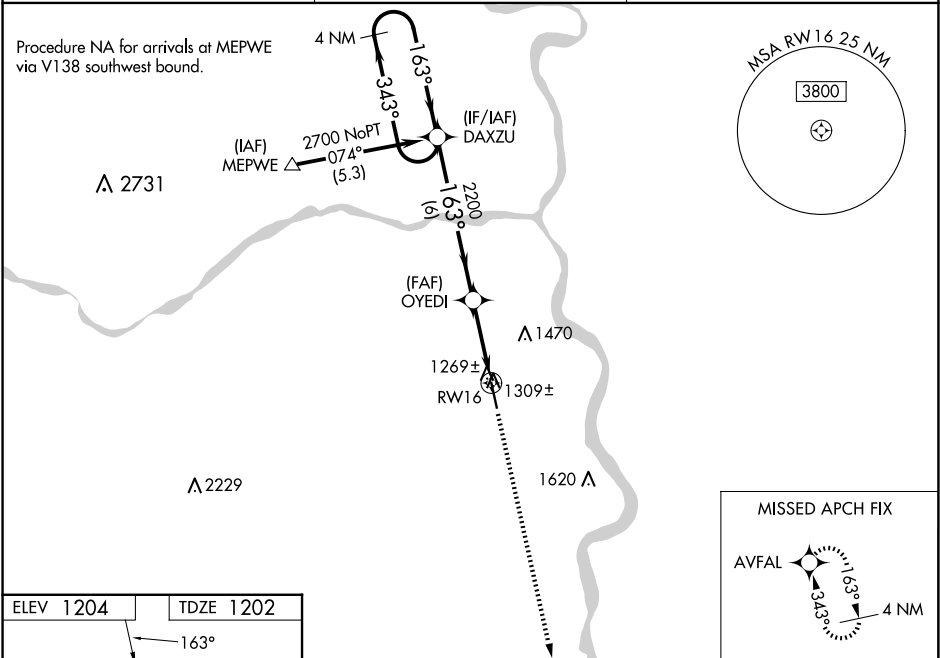 Procedure NA for arrivals at MEPWE
via V138 southwest bound.
4 NM
163°
343°
(IF/IAF)
DAXZU
(IAF)
MEPWE
2700 NoPT
074°
(5.3)
2731
2200
163°
(6)
(FAF)
OYEDI
1470
1269±
RW16
1309±
2229
1620
MSA RW16 25 NM
3800
MISSED APCH FIX
AVFAL
163°
343°
4 NM
ELEV 1204
TDZE 1202
163°